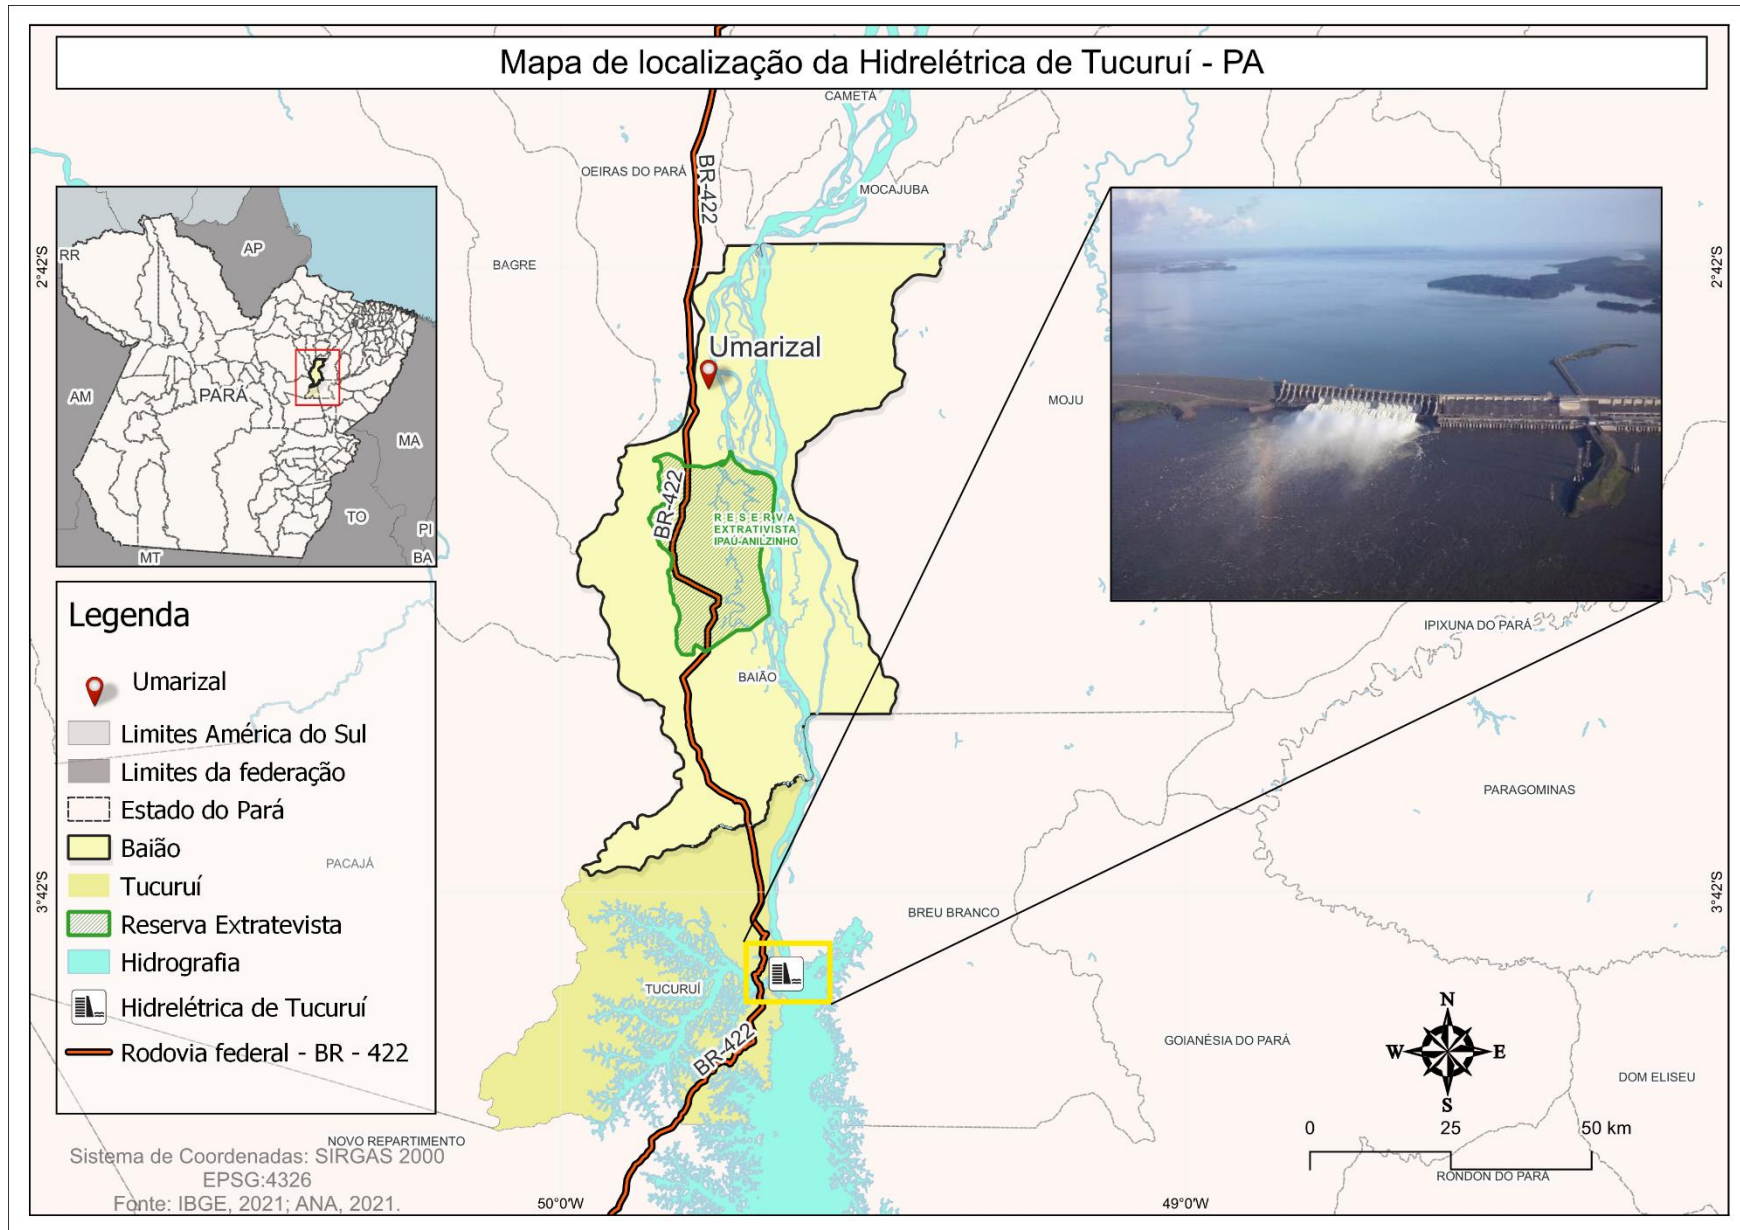 Mapa de localização da Hidrelétrica de Tucuruí - PA
CAMETÁ
OEIRAS DO PARÁ
BR-422
MOCAJUBA
BAGRE
2°42'S
2°42'S
RR
AP
AM
PARÁ
MA
TO
PI
MT
BA
Umarizal
MOJU
BR-422
RESERVA
EXTRATIVISTA
IPAÚ-ANILZINHO
IPIXUNA DO PARÁ
BAIÃO
PARAGOMINAS
Legenda
Umarizal
Limites América do Sul
Limites da federação
Estado do Pará
Baião
Tucuruí
Reserva Extratevista
Hidrografia
Hidrelétrica de Tucuruí
Rodovia federal - BR - 422
PACAJÁ
3°42'S
3°42'S
BREU BRANCO
TUCURUÍ
BR-422
GOIANÉSIA DO PARÁ
DOM ELISEU
N
W
E
S
0 25 50 km
RONDON DO PARÁ
NOVO REPARTIMENTO
Sistema de Coordenadas: SIRGAS 2000
EPSG:4326
Fonte: IBGE, 2021; ANA, 2021.
50°0'W
49°0'W